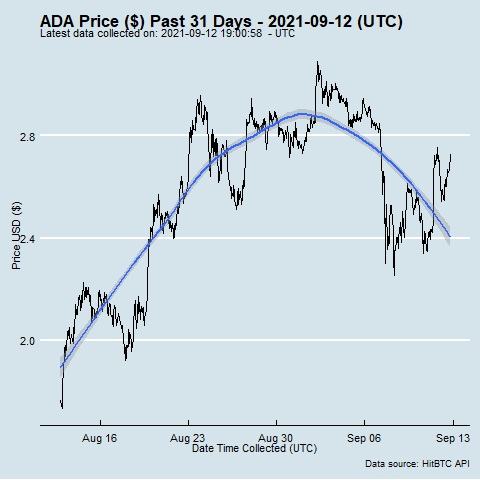 ADA Price ($) Past 31 Days - 2021-09-12 (UTC)
Latest data collected on: 2021-09-12 19:00:58 - UTC
Price USD ($)
2.8
2.4
2.0
Aug 16 Aug 23 Aug 30 Sep 06 Sep 13
Date Time Collected (UTC)
Data source: HitBTC API